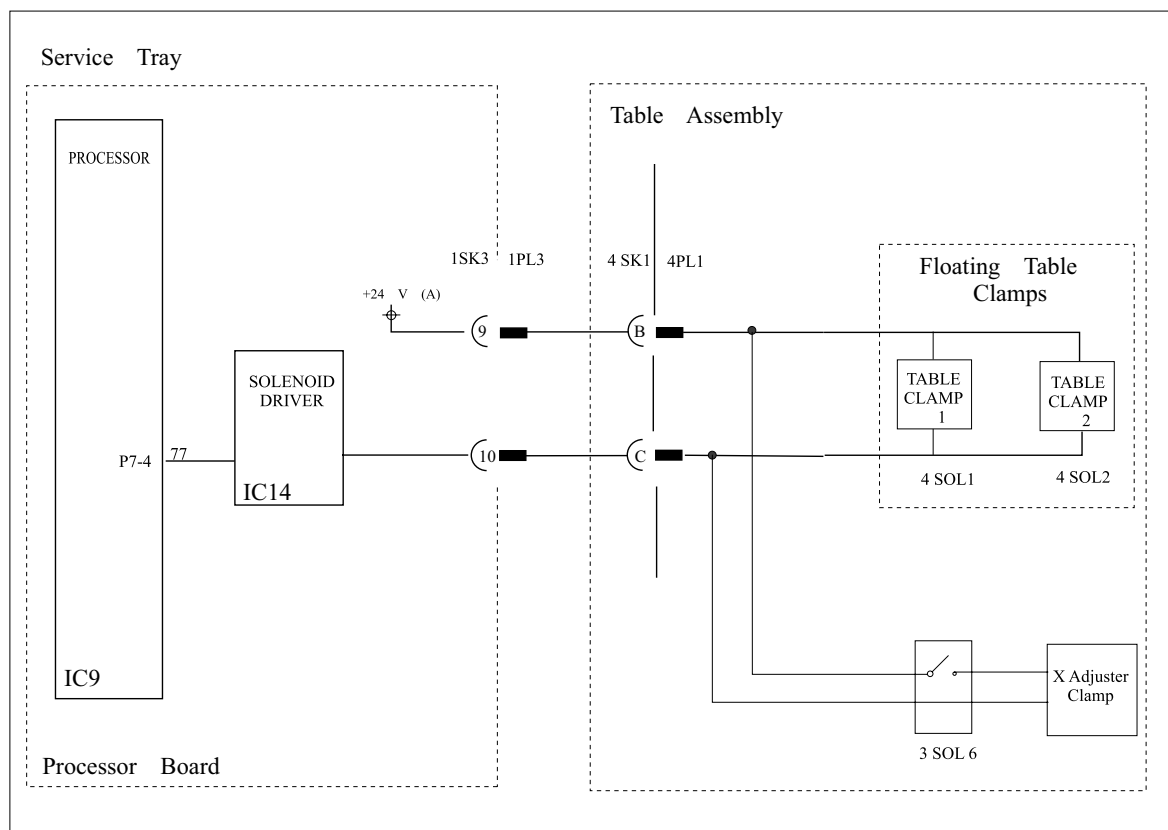 Service Tray
Table Assembly
PROCESSOR
1SK3
1PL3
4 SK1
4PL1
Floating Table
Clamps
+24 V (A)
9
B
SOLENOID
DRIVER
TABLE
CLAMP
1
TABLE
CLAMP
2
P7-4
77
10
C
IC14
4 SOL1
4 SOL2
IC9
X Adjuster
Clamp
3 SOL 6
Processor Board